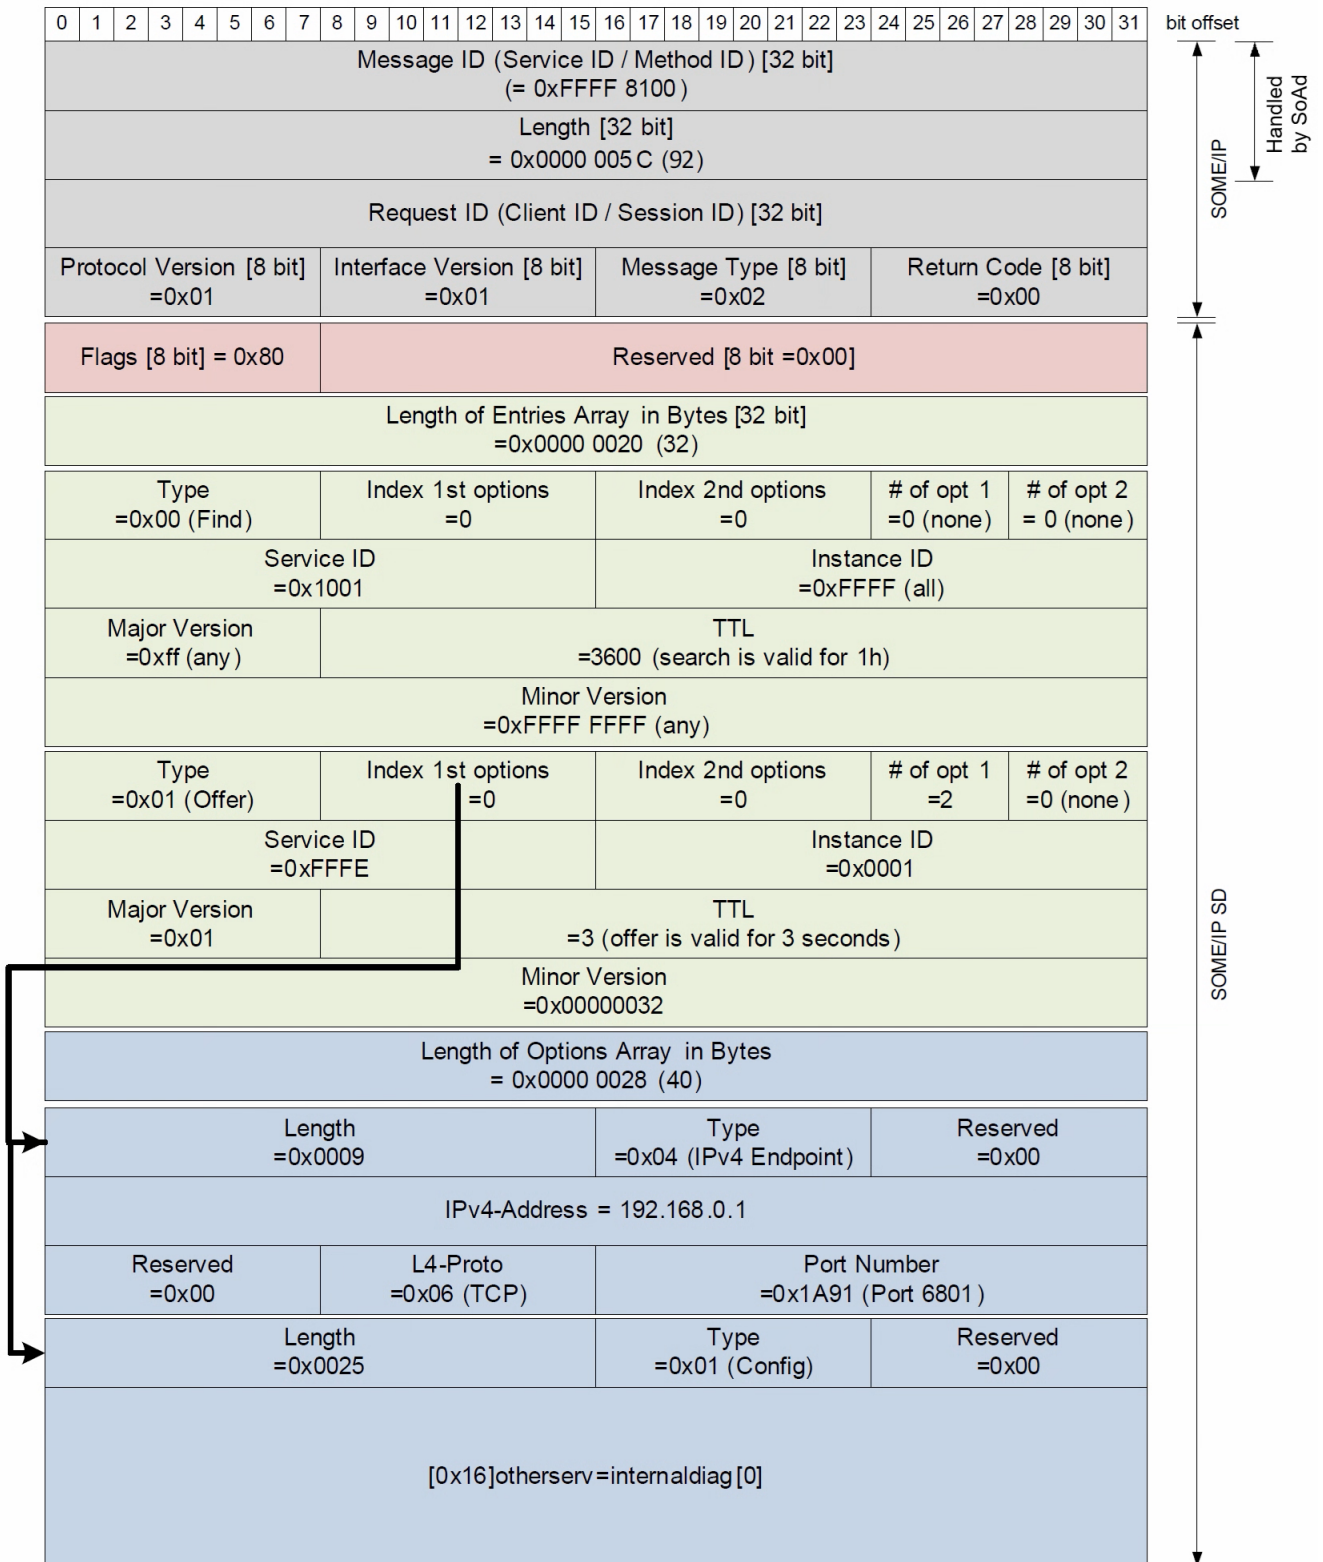 0 1 2 3 4 5 6 7 8 9 10 11 12 13 14 15 16 17 18 19 20 21 22 23 24 25 26 27 28 29 30 31 bit offset
Message ID (Service ID / Method ID) [32 bit]
(= 0xFFFF 8100)
Length [32 bit]
= 0x0000 005C (92)
Request ID (Client ID / Session ID) [32 bit]
Protocol Version [8 bit]
=0x01
Interface Version [8 bit]
=0x01
Message Type [8 bit]
=0x02
Return Code [8 bit]
=0x00
Handled
by SoAd
SOME/IP
Flags [8 bit] = 0x80
Reserved [8 bit =0x00]
Length of Entries Array in Bytes [32 bit]
=0x0000 0020 (32)
Type
=0x00 (Find)
Index 1st options
=0
Index 2nd options
=0
# of opt 1
=0 (none)
# of opt 2
= 0 (none)
Service ID
=0x1001
Instance ID
=0xFFFF (all)
Major Version
=0xff (any)
TTL
=3600 (search is valid for 1h)
Minor Version
=0xFFFF FFFF (any)
Type
=0x01 (Offer)
Index 1st options
=0
Index 2nd options
=0
# of opt 1
=2
# of opt 2
=0 (none)
Service ID
=0xFFFE
Instance ID
=0x0001
Major Version
=0x01
TTL
=3 (offer is valid for 3 seconds)
Minor Version
=0x00000032
SOME/IP SD
Length of Options Array in Bytes
= 0x0000 0028 (40)
Length
=0x0009
Type
=0x04 (IPv4 Endpoint)
Reserved
=0x00
IPv4-Address = 192.168.0.1
Reserved
=0x00
L4-Proto
=0x06 (TCP)
Port Number
=0x1A91 (Port 6801)
Length
=0x0025
Type
=0x01 (Config)
Reserved
=0x00
[0x16]otherserv=internaldiag[0]